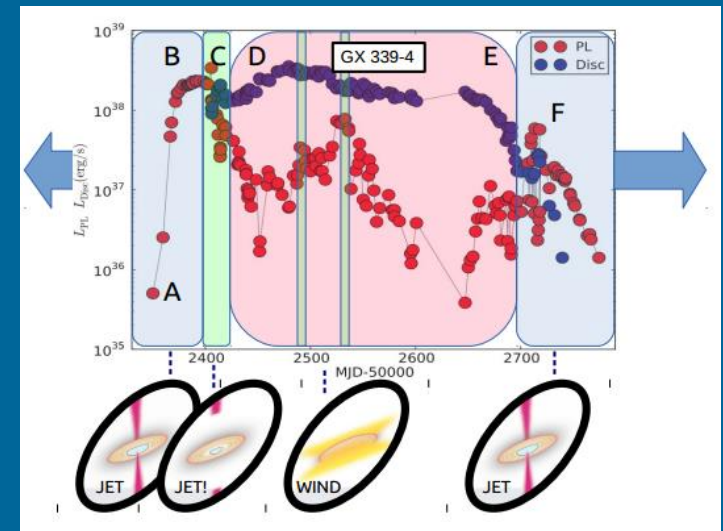 10^39
B C D GX 339-4 E PL
Disc
10^38
F
L_PL L_Disc(erg/s)
10^37
10^36
A
10^35
2400 2500 2600 2700
MJD-50000
JET JET! WIND JET